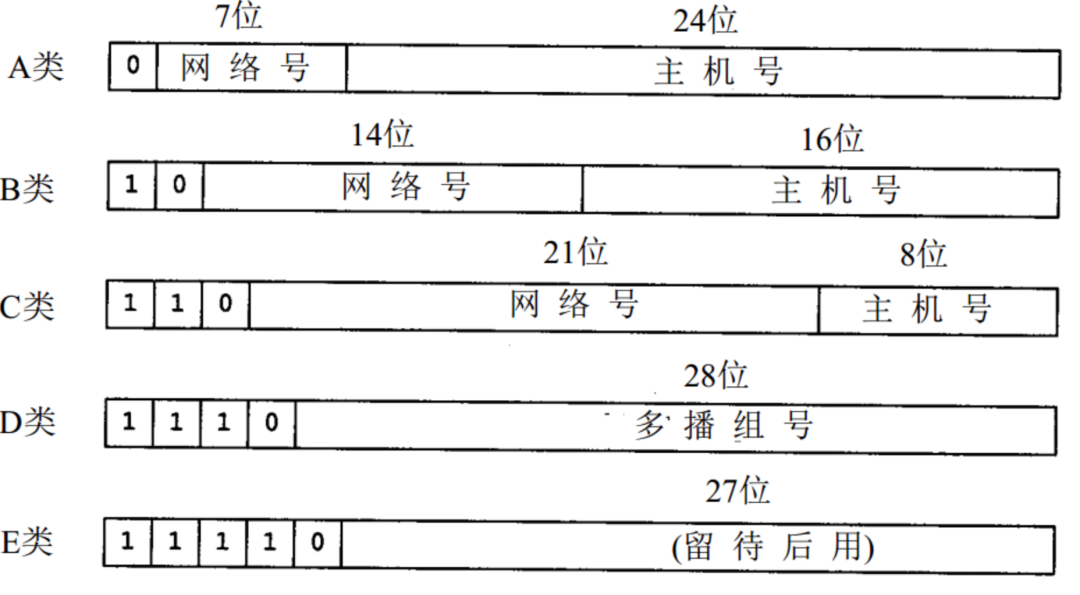 7位 24位
A类 0 网络号 主机号
14位 16位
B类 1 0 网络号 主机号
21位 8位
C类 1 1 0 网络号 主机号
28位
D类 1 1 1 0 多播组号
27位
E类 1 1 1 1 0 (留待后用)